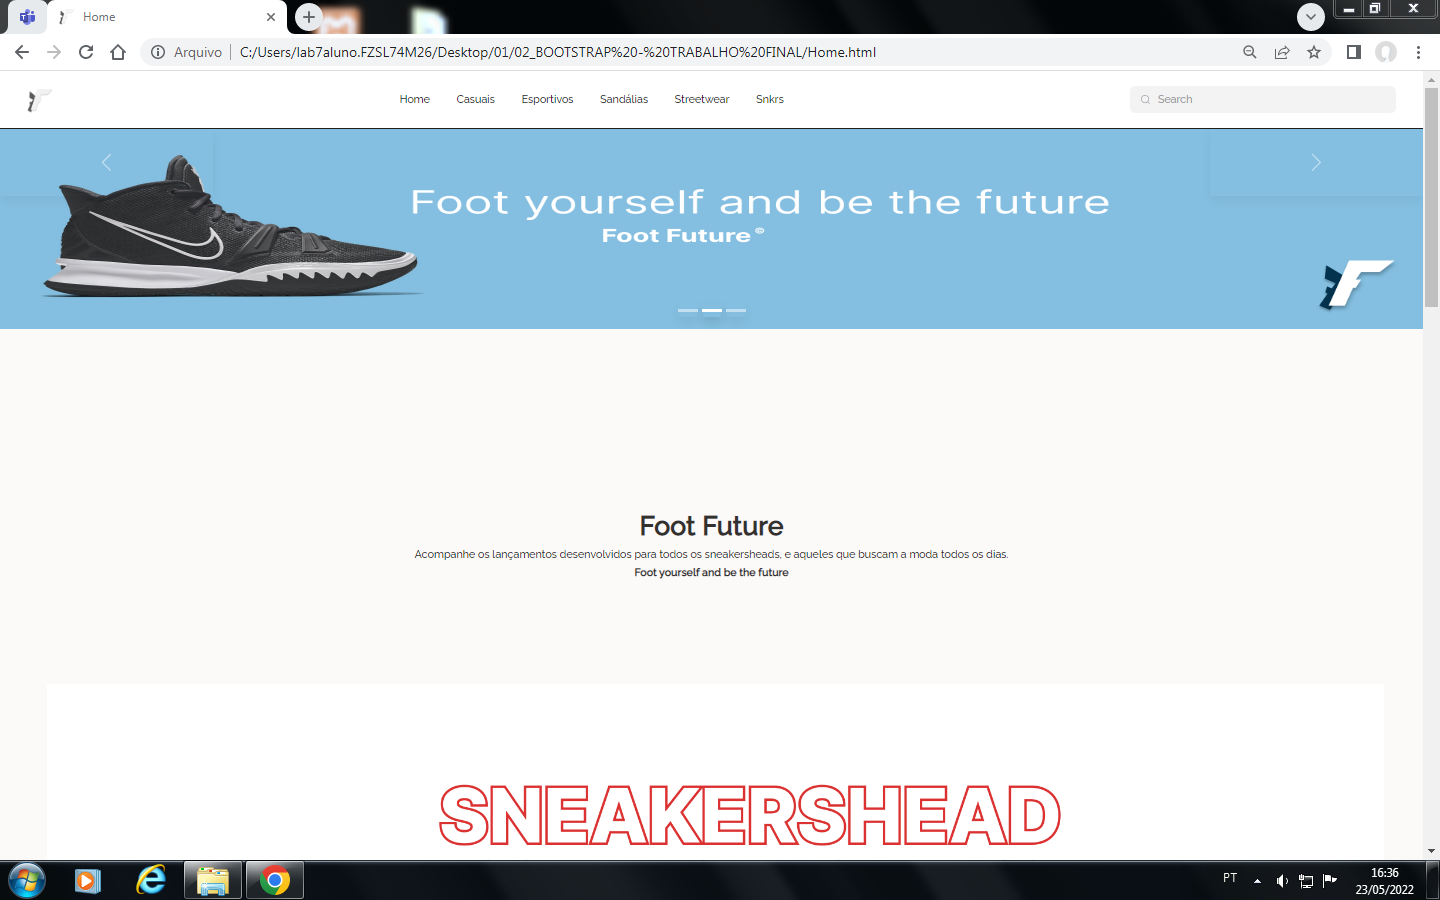 Home
Arquivo
C:/Users/lab7aluno.FZSL74M26/Desktop/01/02_BOOTSTRAP%20-%20TRABALHO%20FINAL/Home.html
Home Casuais Esportivos Sandálias Streetwear Snkrs
Search
Foot yourself and be the future
Foot Future ©
Foot Future
Acompanhe os lançamentos desenvolvidos para todos os sneakersheads, e aqueles que buscam a moda todos os dias.
Foot yourself and be the future
SNEAKERSHEAD
PT
16:36
23/05/2022